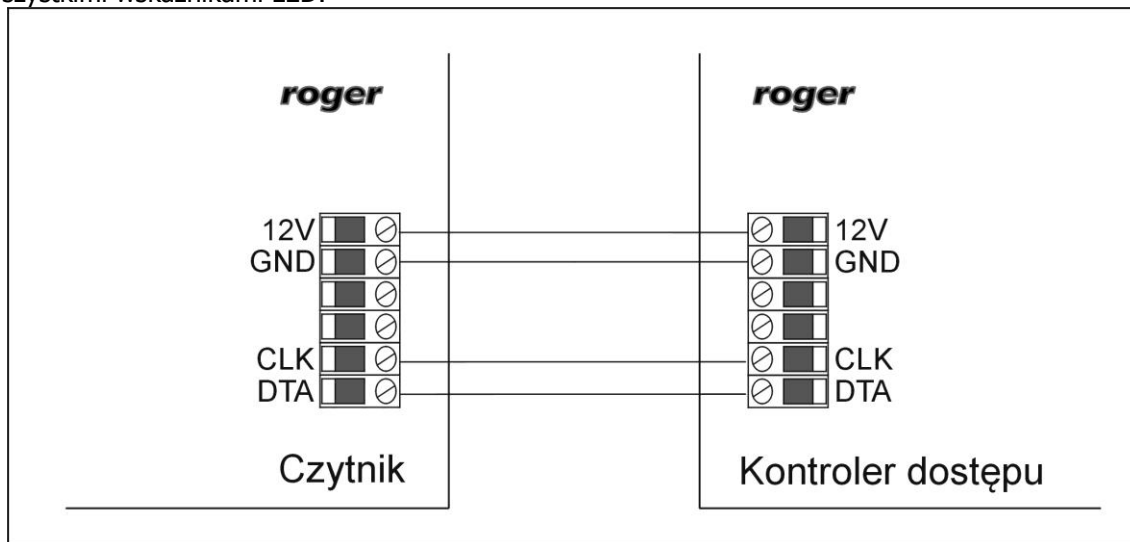 roger roger
12V 12V
GND GND
CLK CLK
DTA DTA
Czytnik Kontroler dostępu